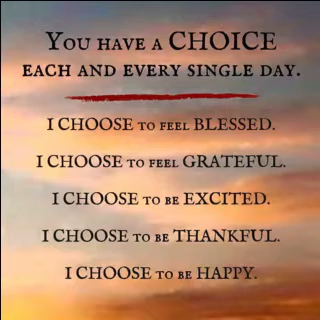 You have a CHOICE
each and every single day.
I CHOOSE to feel BLESSED.
I CHOOSE to feel GRATEFUL.
I CHOOSE to be EXCITED.
I CHOOSE to be THANKFUL.
I CHOOSE to be HAPPY.